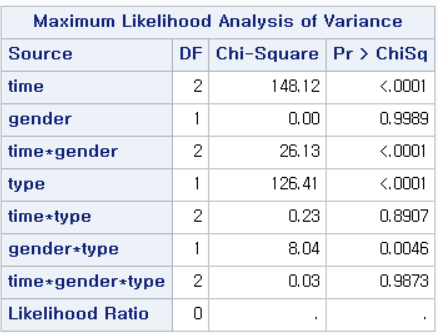 Maximum Likelihood Analysis of Variance
Source DF Chi-Square Pr > ChiSq
time 2 148.12 <.0001
gender 1 0.00 0.9989
time*gender 2 26.13 <.0001
type 1 126.41 <.0001
time*type 2 0.23 0.8907
gender*type 1 8.04 0.0046
time*gender*type 2 0.03 0.9873
Likelihood Ratio 0 . .